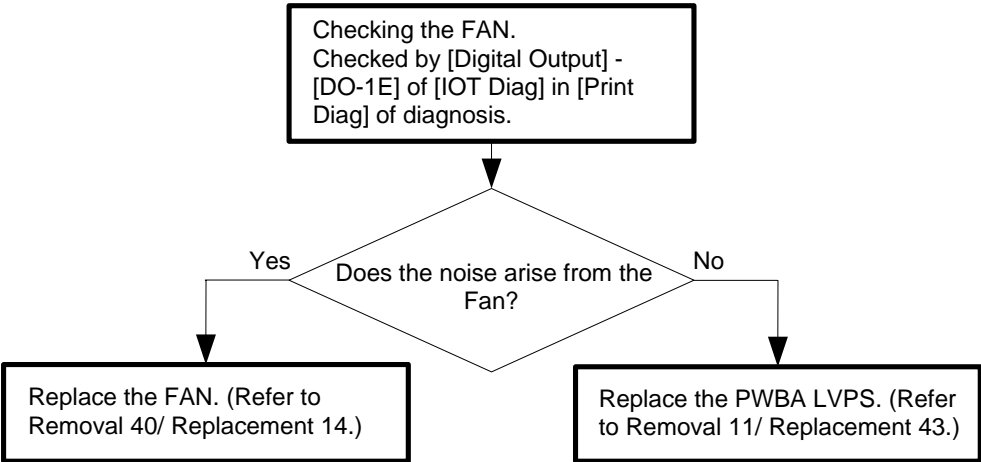 Checking the FAN.
Checked by [Digital Output] -
[DO-1E] of [IOT Diag] in [Print
Diag] of diagnosis.
Yes
No
Does the noise arise from the
Fan?
Replace the FAN. (Refer to
Removal 40/ Replacement 14.)
Replace the PWBA LVPS. (Refer
to Removal 11/ Replacement 43.)